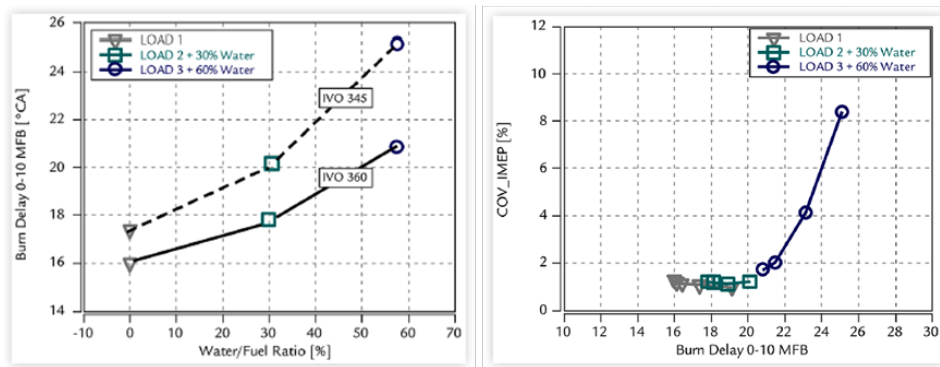 26
24
22
20
18
16
14
Burn Delay 0-10 MFB [°CA]
LOAD 1
LOAD 2 + 30% Water
LOAD 3 + 60% Water
IVO 345
IVO 360
-10 0 10 20 30 40 50 60 70
Water/Fuel Ratio [%]
12
10
8
6
4
2
0
COV_IMEP [%]
LOAD 1
LOAD 2 + 30% Water
LOAD 3 + 60% Water
10 12 14 16 18 20 22 24 26 28 30
Burn Delay 0-10 MFB